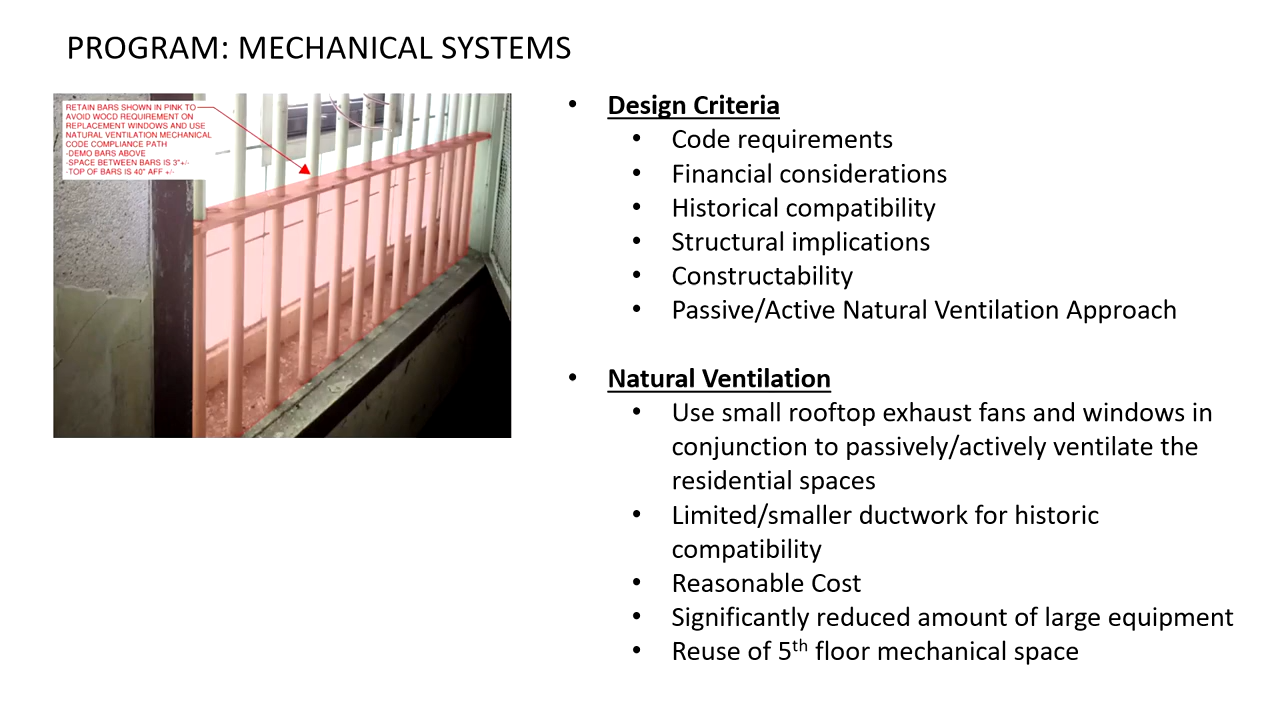 PROGRAM: MECHANICAL SYSTEMS
RETAIN BARS SHOWN IN PINK TO
AVOID WOCD REQUIREMENT ON
REPLACEMENT WINDOWS AND USE
NATURAL VENTILATION MECHANICAL
CODE COMPLIANCE PATH
-DEMO BARS ABOVE
-SPACE BETWEEN BARS IS 3"+/-
-TOP OF BARS IS 40" AFF +/-
• Design Criteria
• Code requirements
• Financial considerations
• Historical compatibility
• Structural implications
• Constructability
• Passive/Active Natural Ventilation Approach
• Natural Ventilation
• Use small rooftop exhaust fans and windows in
conjunction to passively/actively ventilate the
residential spaces
• Limited/smaller ductwork for historic
compatibility
• Reasonable Cost
• Significantly reduced amount of large equipment
• Reuse of 5th floor mechanical space